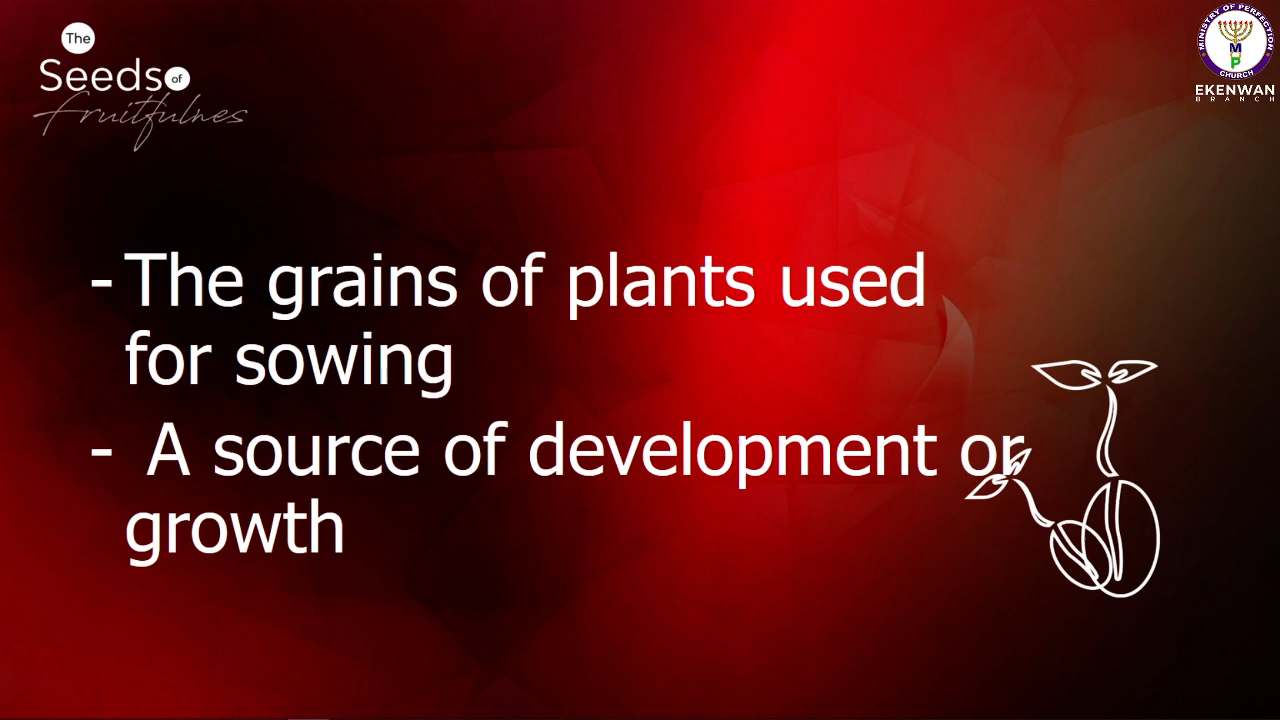 The
Seeds of
fruitfulnes
MINISTRY OF PERFECTION
M
P
CHURCH
EKENWAN
BRANCH
- The grains of plants used
for sowing
- A source of development or
growth